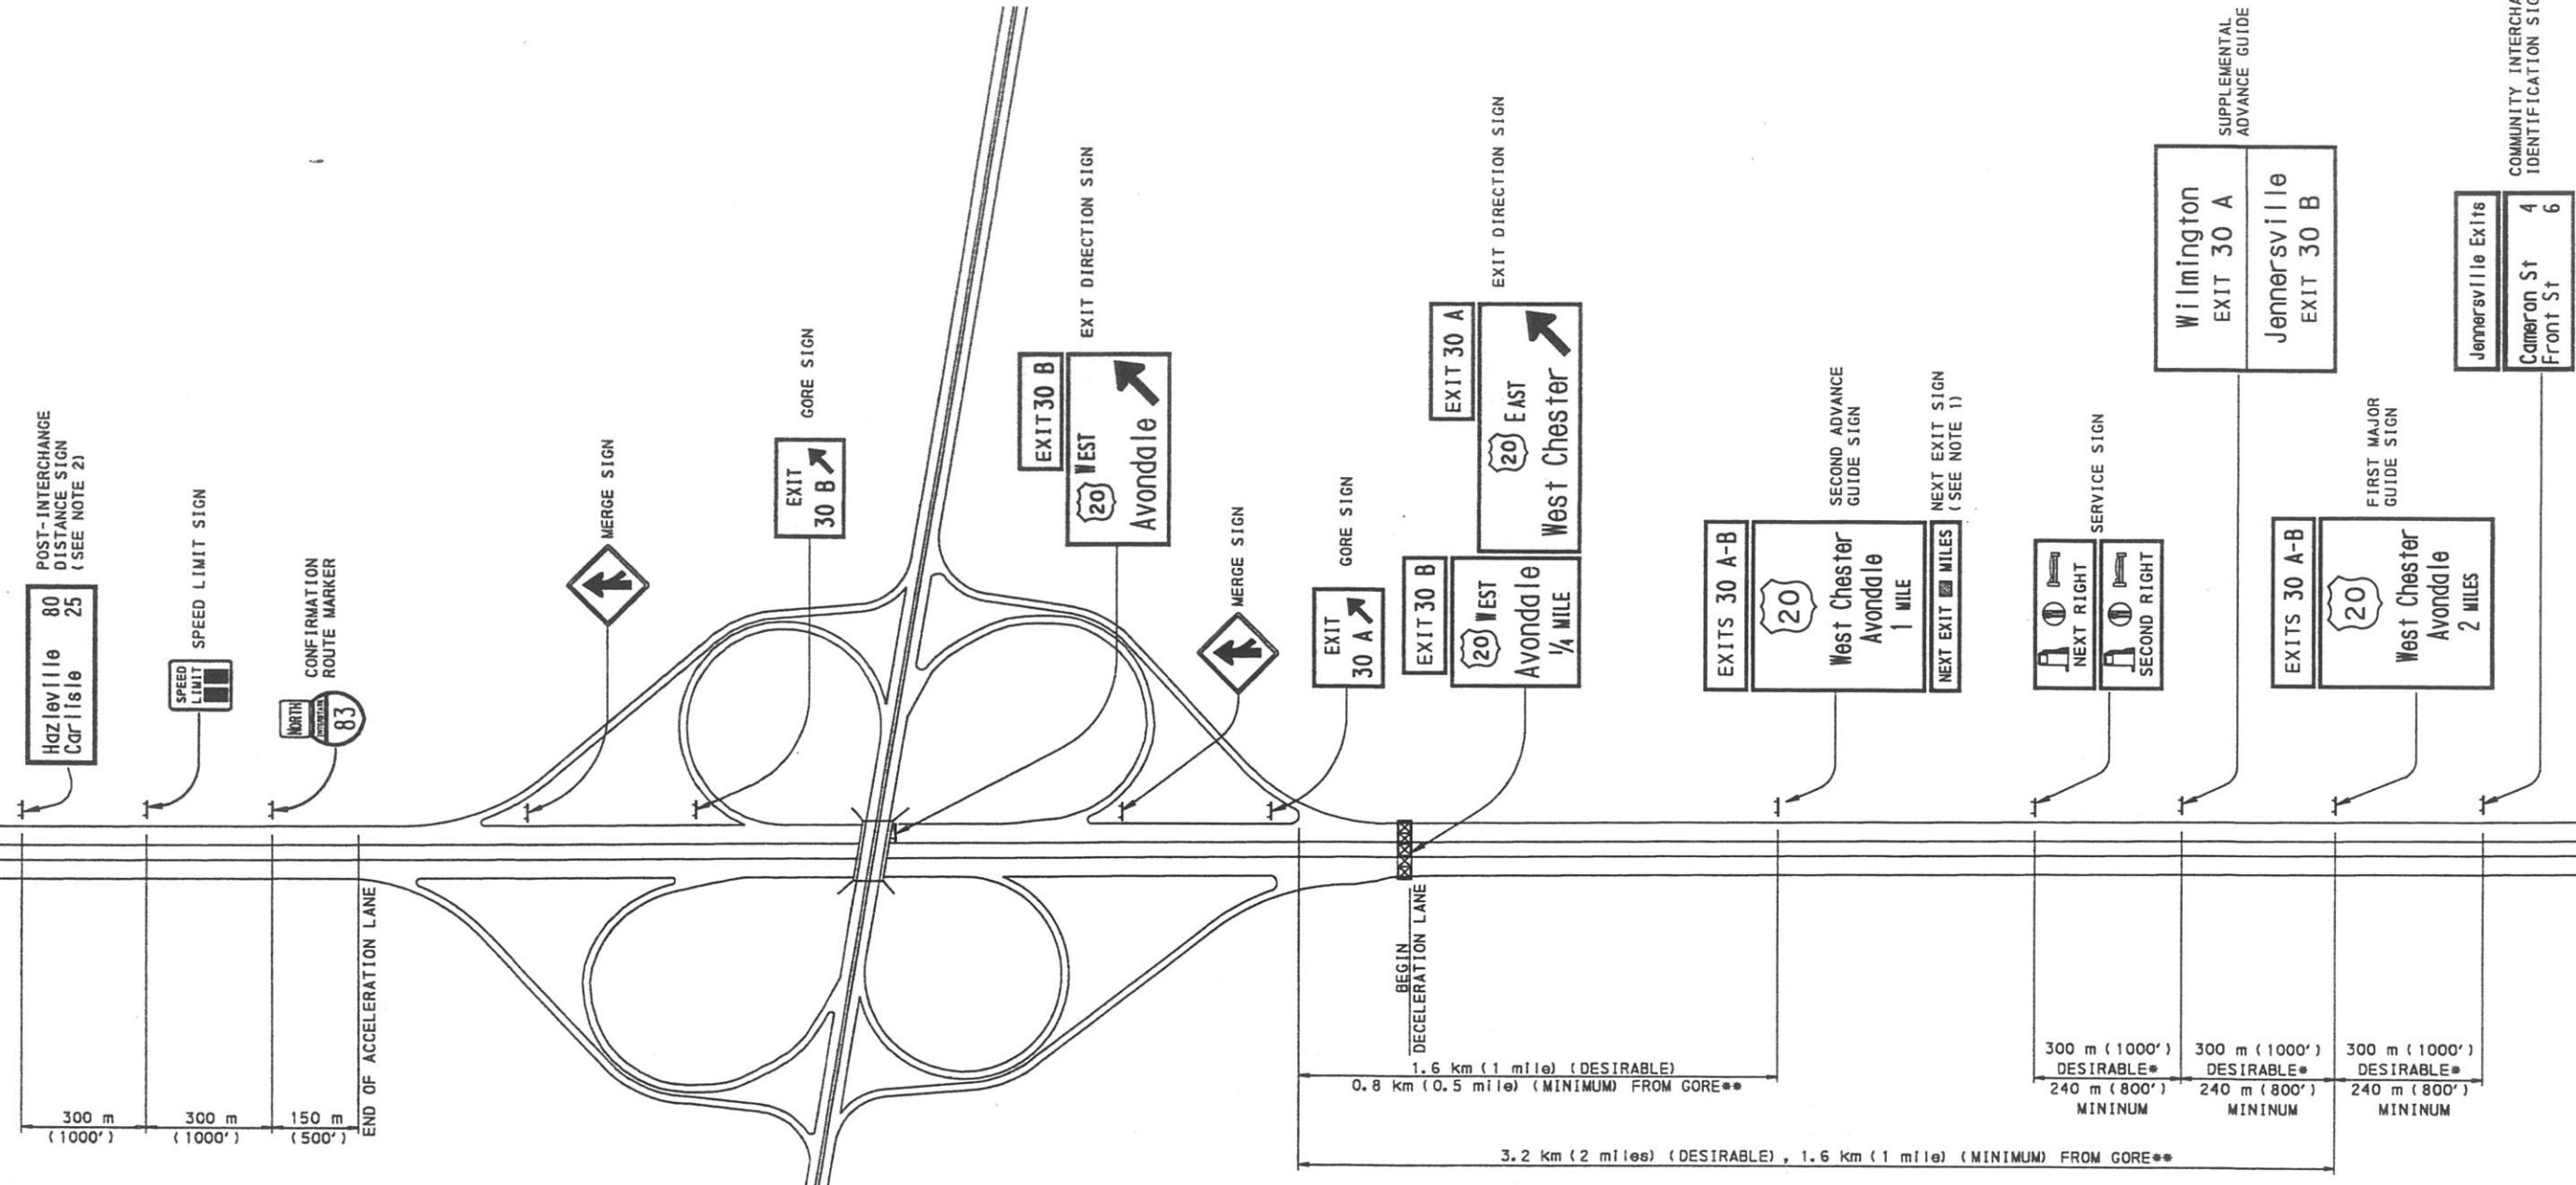 Hazleville 80
Carlisle 25
POST-INTERCHANGE
DISTANCE SIGN
(SEE NOTE 2)
SPEED
LIMIT
SPEED LIMIT SIGN
NORTH
INTERSTATE
83
CONFIRMATION
ROUTE MARKER
MERGE SIGN
EXIT
30 B
GORE SIGN
EXIT 30 B
20 WEST
Avondale
EXIT DIRECTION SIGN
MERGE SIGN
EXIT
30 A
GORE SIGN
EXIT 30 B
20 WEST
Avondale
1/4 MILE
EXIT 30 A
20 EAST
West Chester
EXIT DIRECTION SIGN
EXITS 30 A-B
20
West Chester
Avondale
1 MILE
NEXT EXIT MILES
SECOND ADVANCE
GUIDE SIGN
NEXT EXIT SIGN
(SEE NOTE 1)
NEXT RIGHT
SECOND RIGHT
SERVICE SIGN
Wilmington
EXIT 30 A
Jennersville
EXIT 30 B
SUPPLEMENTAL
ADVANCE GUIDE
EXITS 30 A-B
20
West Chester
Avondale
2 MILES
FIRST MAJOR
GUIDE SIGN
Jennersville Exits
Cameron St 4
Front St 6
COMMUNITY INTERCHA
IDENTIFICATION SIG
300 m
(1000')
300 m
(1000')
150 m
(500')
END OF ACCELERATION LANE
BEGIN
DECELERATION LANE
1.6 km (1 mile) (DESIRABLE)
0.8 km (0.5 mile) (MINIMUM) FROM GORE**
300 m (1000')
DESIRABLE*
240 m (800')
MININUM
300 m (1000')
DESIRABLE*
240 m (800')
MININUM
300 m (1000')
DESIRABLE*
240 m (800')
MININUM
3.2 km (2 miles) (DESIRABLE), 1.6 km (1 mile) (MINIMUM) FROM GORE**